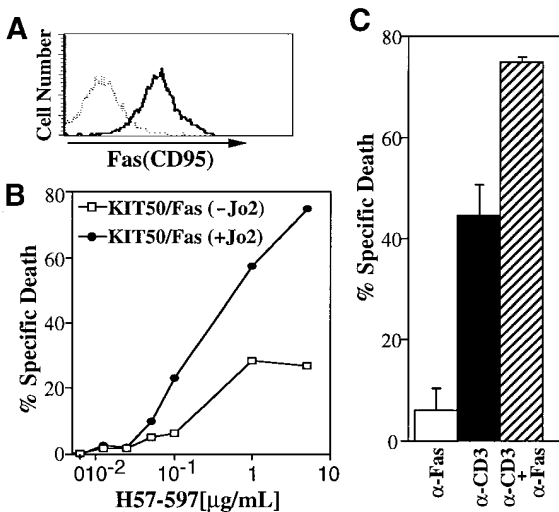 A
Cell Number
Fas(CD95)
B
80
60
40
20
0
% Specific Death
KIT50/Fas (−Jo2)
KIT50/Fas (+Jo2)
0 10⁻² 10⁻¹ 1 10
H57-597[µg/mL]
C
80
60
40
20
0
% Specific Death
α-Fas
α-CD3
α-CD3
+
α-Fas